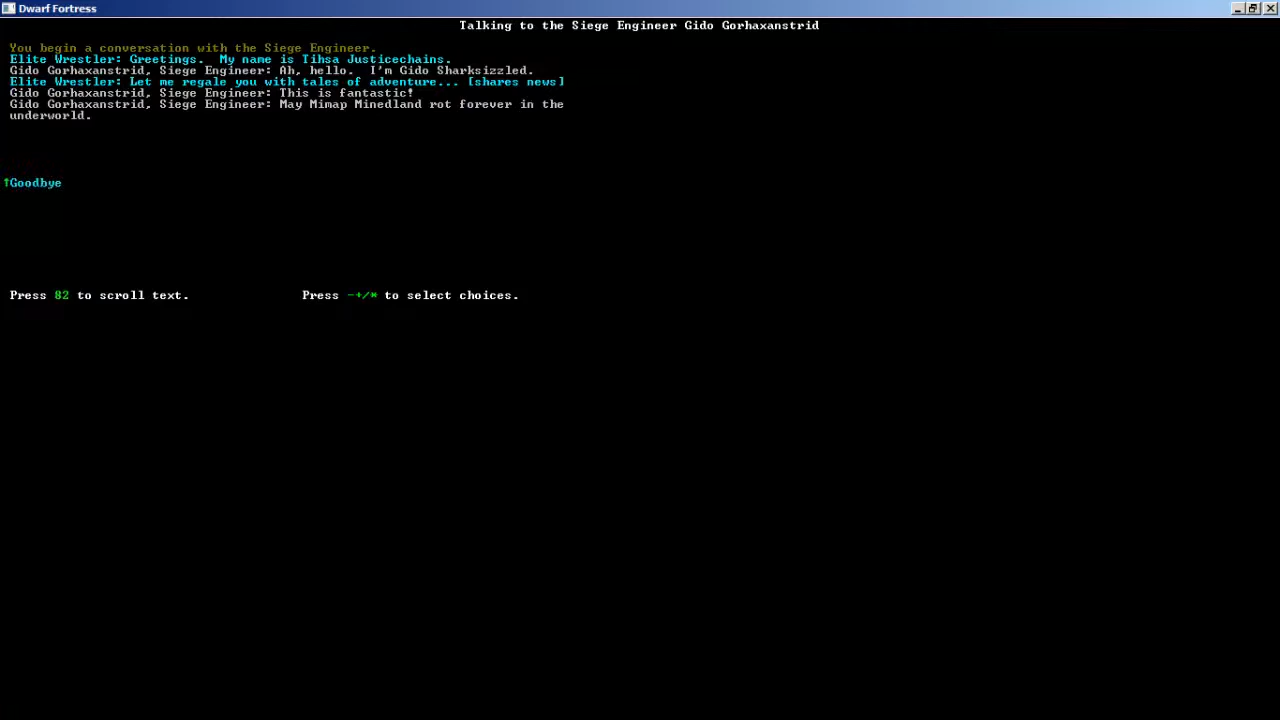 Dwarf Fortress
Talking to the Siege Engineer Gido Gorhaxanstrid
You begin a conversation with the Siege Engineer.
Elite Wrestler: Greetings.  My name is Tihsa Justicechains.
Gido Gorhaxanstrid, Siege Engineer: Ah, hello.  I'm Gido Sharksizzled.
Elite Wrestler: Let me regale you with tales of adventure... [shares news]
Gido Gorhaxanstrid, Siege Engineer: This is fantastic!
Gido Gorhaxanstrid, Siege Engineer: May Mimap Minedland rot forever in the
underworld.
↑Goodbye
Press 82 to scroll text. Press -+/* to select choices.